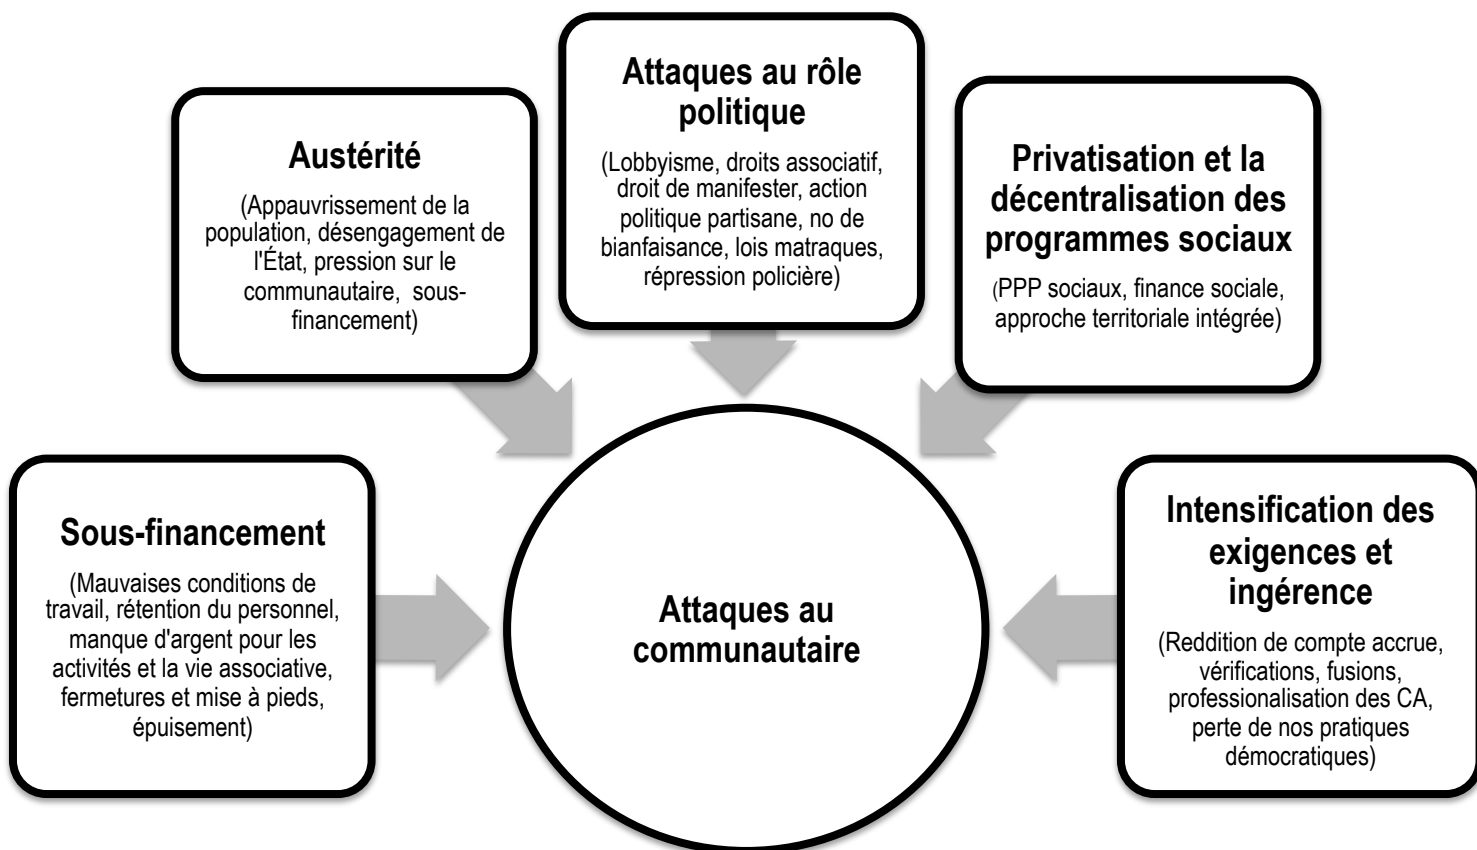 Attaques au rôle
politique
(Lobbyisme, droits associatif,
droit de manifester, action
politique partisane, no de
bianfaisance, lois matraques,
répression policière)
Austérité
(Appauvrissement de la
population, désengagement de
l'État, pression sur le
communautaire, sous-
financement)
Privatisation et la
décentralisation des
programmes sociaux
(PPP sociaux, finance sociale,
approche territoriale intégrée)
Sous-financement
(Mauvaises conditions de
travail, rétention du personnel,
manque d'argent pour les
activités et la vie associative,
fermetures et mise à pieds,
épuisement)
Attaques au
communautaire
Intensification des
exigences et
ingérence
(Reddition de compte accrue,
vérifications, fusions,
professionalisation des CA,
perte de nos pratiques
démocratiques)